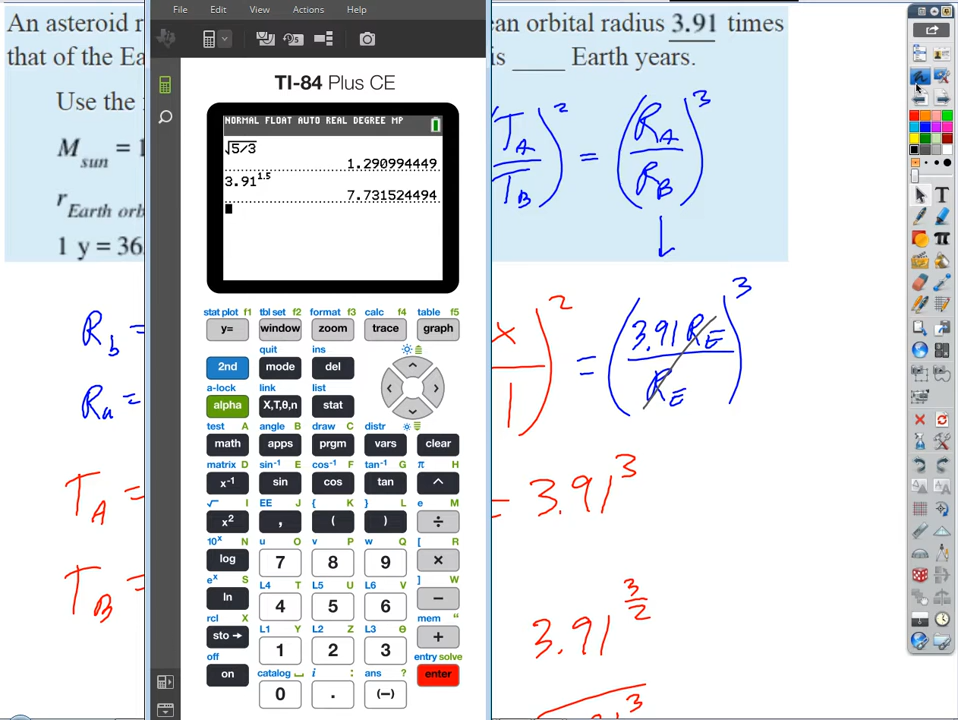 An asteroid r
ean orbital radius 3.91 times
that of the Ea
is ____ Earth years.
Use the
M sun = 1
r Earth orb
1 y = 36
(T_A / T_B)² = (R_A / R_B)³
R_b =
R_a =
T_A =
T_B =
x / 1 )² = (3.91 R_E / R_E)³
= 3.91³
3.91^(3/2)
File Edit View Actions Help
TI-84 Plus CE
NORMAL FLOAT AUTO REAL DEGREE MP
√5/3
1.290994449
3.91^1.5
7.731524494
stat plot f1 tbl set f2 format f3 calc f4 table f5
y= window zoom trace graph
quit ins
2nd mode del
a-lock link list
alpha X,T,θ,n stat
test A angle B draw C distr
math apps prgm vars clear
matrix D sin⁻¹ E cos⁻¹ F tan⁻¹ G π H
x⁻¹ sin cos tan ^
√ I EE J { K } L e M
x² , ( ) ÷
10ˣ N u O v P w Q [ R
log 7 8 9 ×
eˣ S L4 T L5 U L6 V ] W
ln 4 5 6 −
rcl X L1 Y L2 Z L3 θ mem "
sto → 1 2 3 +
off catalog i : ans ? entry solve
on 0 . (−) enter